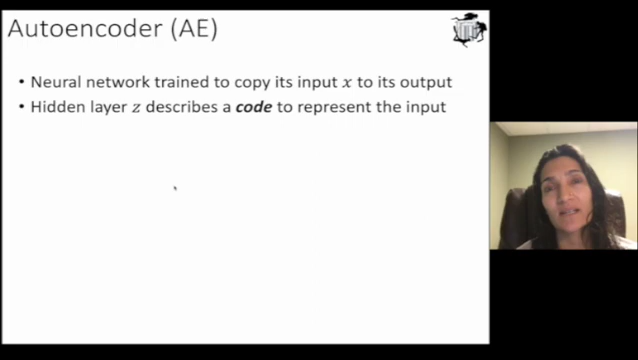 Autoencoder (AE)
• Neural network trained to copy its input x to its output
• Hidden layer z describes a code to represent the input